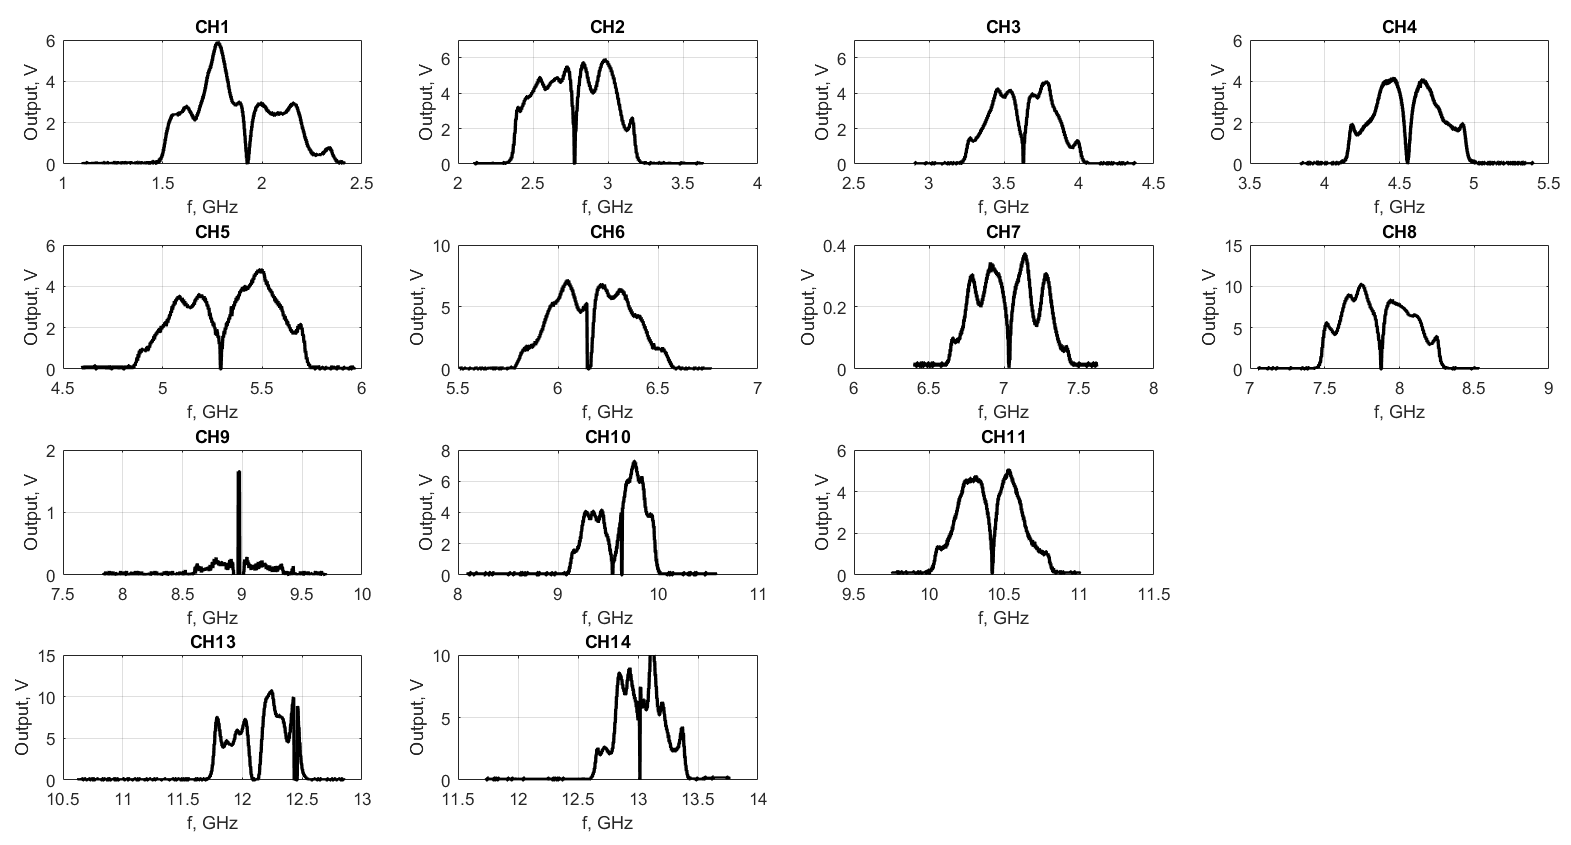 CH1
6
4
2
0
Output, V
1
1.5
2
2.5
f, GHz
CH2
6
4
2
0
Output, V
2
2.5
3
3.5
4
f, GHz
CH3
6
4
2
0
Output, V
2.5
3
3.5
4
4.5
f, GHz
CH4
6
4
2
0
Output, V
3.5
4
4.5
5
5.5
f, GHz
CH5
6
4
2
0
Output, V
4.5
5
5.5
6
f, GHz
CH6
10
5
0
Output, V
5.5
6
6.5
7
f, GHz
CH7
0.4
0.2
0
Output, V
6
6.5
7
7.5
8
f, GHz
CH8
15
10
5
0
Output, V
7
7.5
8
8.5
9
f, GHz
CH9
2
1
0
Output, V
7.5
8
8.5
9
9.5
10
f, GHz
CH10
8
6
4
2
0
Output, V
8
9
10
11
f, GHz
CH11
6
4
2
0
Output, V
9.5
10
10.5
11
11.5
f, GHz
CH13
15
10
5
0
Output, V
10.5
11
11.5
12
12.5
13
f, GHz
CH14
10
5
0
Output, V
11.5
12
12.5
13
13.5
14
f, GHz